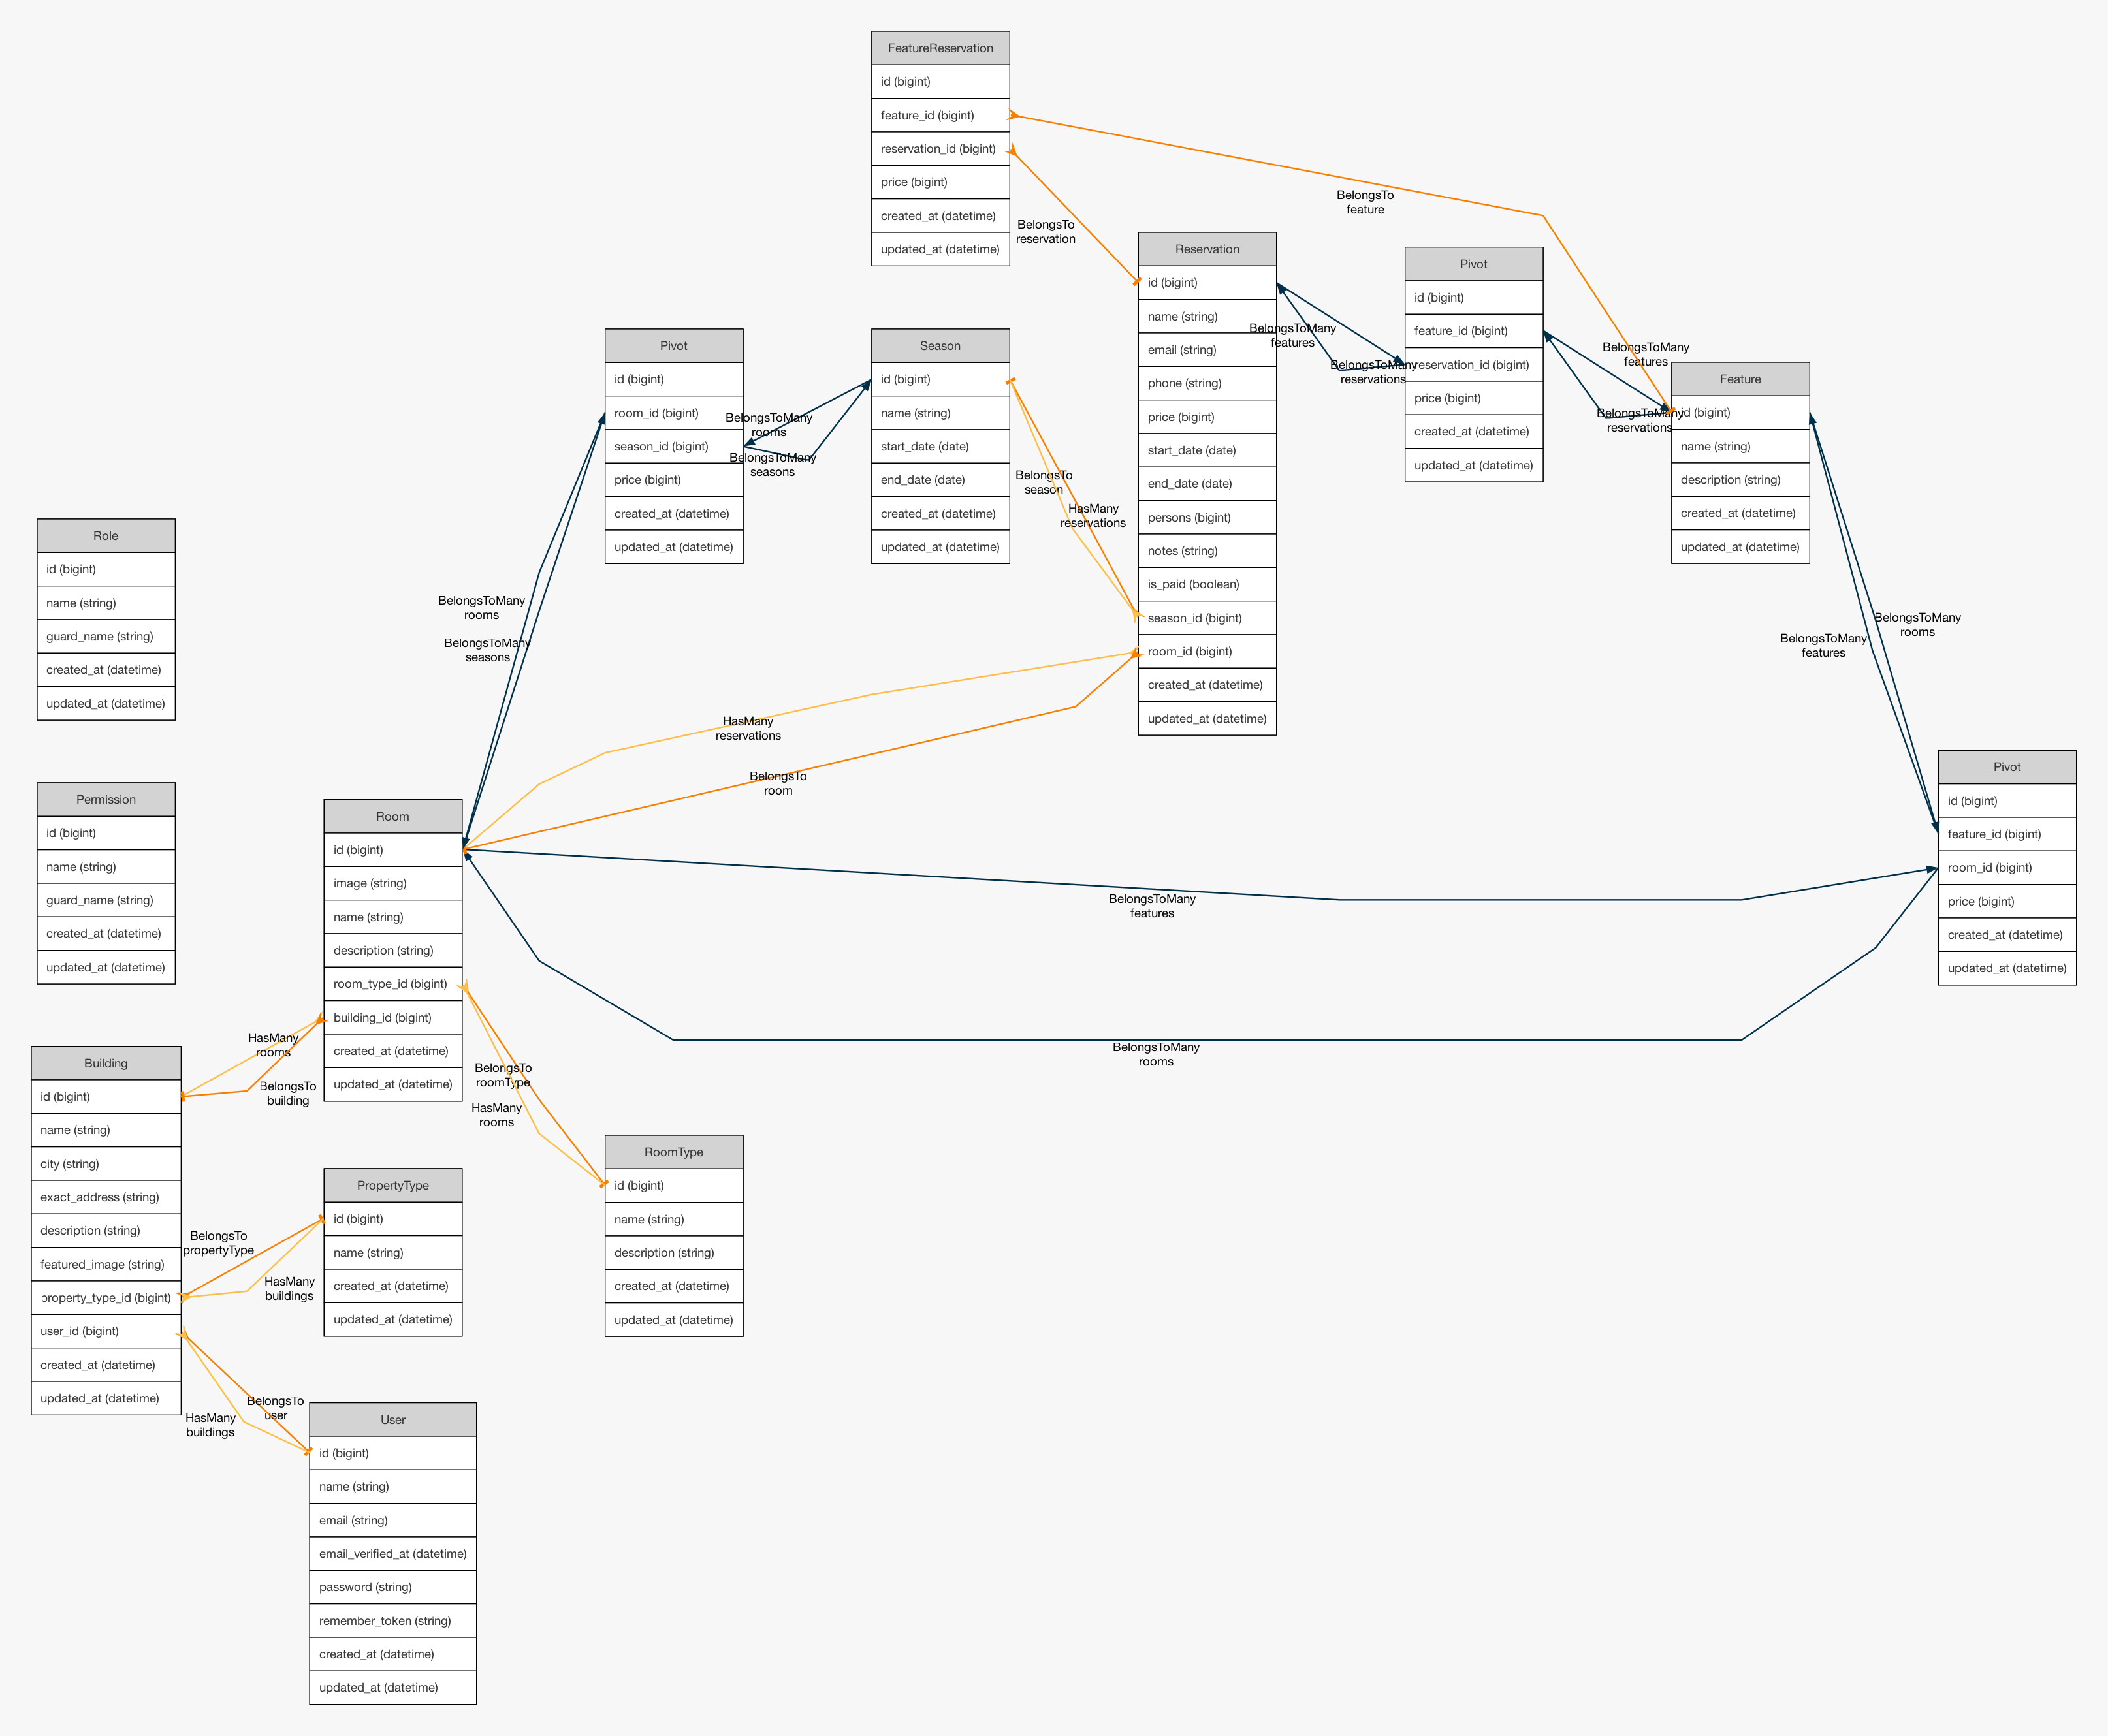 FeatureReservation
id (bigint)
feature_id (bigint)
reservation_id (bigint)
price (bigint)
created_at (datetime)
updated_at (datetime)
BelongsTo
feature
BelongsTo
reservation
Reservation
id (bigint)
name (string)
email (string)
phone (string)
price (bigint)
start_date (date)
end_date (date)
persons (bigint)
notes (string)
is_paid (boolean)
season_id (bigint)
room_id (bigint)
created_at (datetime)
updated_at (datetime)
BelongsToMany
features
BelongsToMany
reservations
Pivot
id (bigint)
feature_id (bigint)
reservation_id (bigint)
price (bigint)
created_at (datetime)
updated_at (datetime)
BelongsToMany
features
BelongsToMany
reservations
Feature
id (bigint)
name (string)
description (string)
created_at (datetime)
updated_at (datetime)
Pivot
id (bigint)
room_id (bigint)
season_id (bigint)
price (bigint)
created_at (datetime)
updated_at (datetime)
BelongsToMany
rooms
BelongsToMany
seasons
Season
id (bigint)
name (string)
start_date (date)
end_date (date)
created_at (datetime)
updated_at (datetime)
BelongsTo
season
HasMany
reservations
Role
id (bigint)
name (string)
guard_name (string)
created_at (datetime)
updated_at (datetime)
BelongsToMany
rooms
BelongsToMany
seasons
BelongsToMany
rooms
BelongsToMany
features
HasMany
reservations
BelongsTo
room
Pivot
id (bigint)
feature_id (bigint)
room_id (bigint)
price (bigint)
created_at (datetime)
updated_at (datetime)
Permission
id (bigint)
name (string)
guard_name (string)
created_at (datetime)
updated_at (datetime)
Room
id (bigint)
image (string)
name (string)
description (string)
room_type_id (bigint)
building_id (bigint)
created_at (datetime)
updated_at (datetime)
BelongsToMany
features
BelongsToMany
rooms
HasMany
rooms
BelongsTo
building
BelongsTo
roomType
HasMany
rooms
Building
id (bigint)
name (string)
city (string)
exact_address (string)
description (string)
featured_image (string)
property_type_id (bigint)
user_id (bigint)
created_at (datetime)
updated_at (datetime)
RoomType
id (bigint)
name (string)
description (string)
created_at (datetime)
updated_at (datetime)
PropertyType
id (bigint)
name (string)
created_at (datetime)
updated_at (datetime)
BelongsTo
propertyType
HasMany
buildings
BelongsTo
user
HasMany
buildings
User
id (bigint)
name (string)
email (string)
email_verified_at (datetime)
password (string)
remember_token (string)
created_at (datetime)
updated_at (datetime)